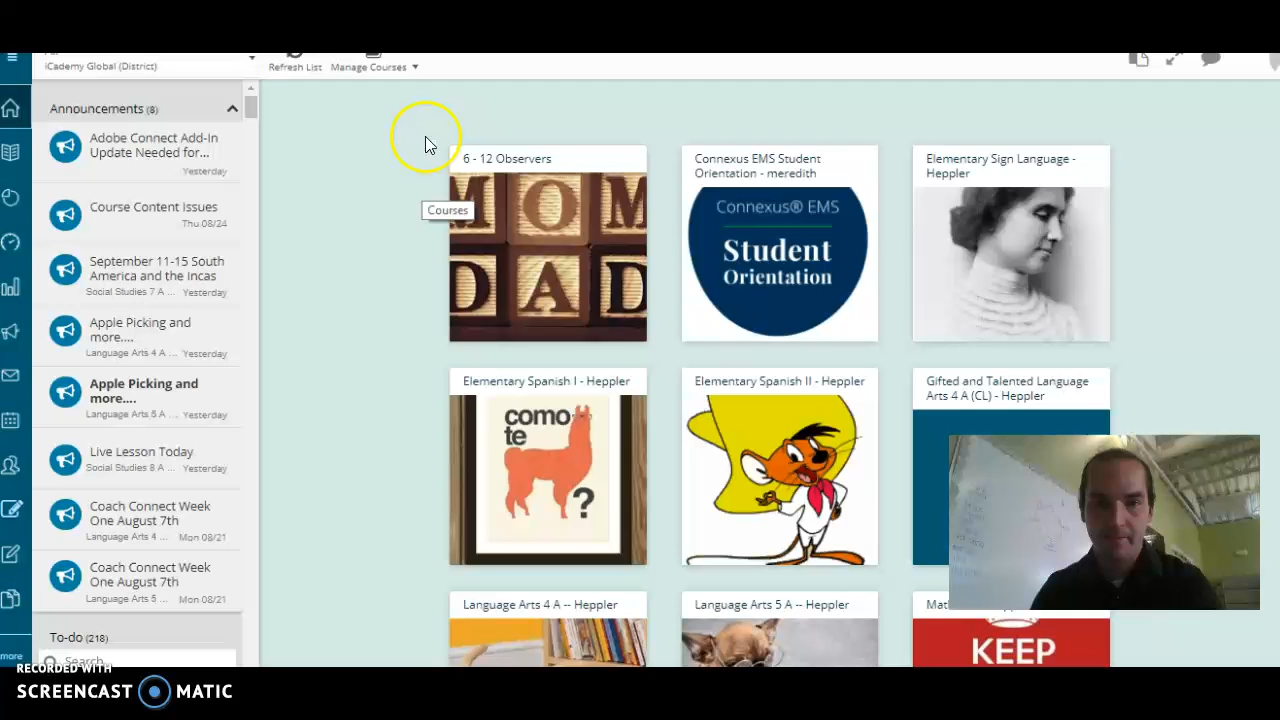 iCademy Global (District)
Refresh List
Manage Courses
Announcements (8)
Adobe Connect Add-In
Update Needed for...
Yesterday
Course Content Issues
Thu 08/24
September 11-15 South
America and the Incas
Social Studies 7 A ...
Yesterday
Apple Picking and
more....
Language Arts 4 A ...
Yesterday
Apple Picking and
more....
Language Arts 6 A ...
Yesterday
Live Lesson Today
Social Studies 8 A ...
Yesterday
Coach Connect Week
One August 7th
Language Arts 4 ...
Mon 08/21
Coach Connect Week
One August 7th
Language Arts 5 ...
Mon 08/21
To-do (218)
Search...
more
6 - 12 Observers
MOM
DAD
Courses
Connexus EMS Student
Orientation - meredith
Connexus® EMS
Student
Orientation
Elementary Sign Language -
Heppler
Elementary Spanish I - Heppler
como
te
?
Elementary Spanish II - Heppler
Gifted and Talented Language
Arts 4 A (CL) - Heppler
Language Arts 4 A -- Heppler
Language Arts 5 A -- Heppler
KEEP
RECORDED WITH
SCREENCAST MATIC